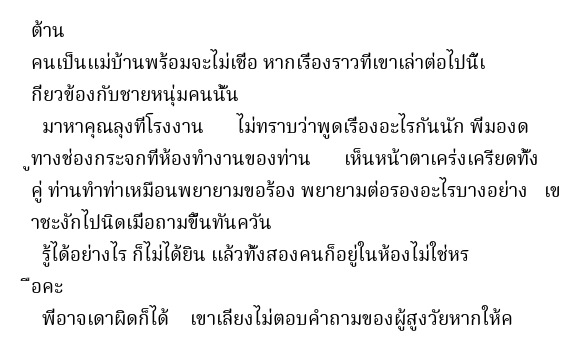 ต้าน
คนเป็นแม่บ้านพร้อมจะไม่เชื่อ หากเรื่องราวที่เขาเล่าต่อไปนี้เ
กี่ยวข้องกับชายหนุ่มคนนั้น
มาหาคุณลุงที่โรงงาน ไม่ทราบว่าพูดเรื่องอะไรกันนัก พี่มองด
ูทางช่องกระจกที่ห้องทำงานของท่าน เห็นหน้าตาเคร่งเครียดทั้ง
คู่ ท่านทำท่าเหมือนพยายามขอร้อง พยายามต่อรองอะไรบางอย่าง เข
าชะงักไปนิดเมื่อถามขึ้นทันควัน
รู้ได้อย่างไร ก็ไม่ได้ยิน แล้วทั้งสองคนก็อยู่ในห้องไม่ใช่หร
ือคะ
พี่อาจเดาผิดก็ได้ เขาเลี่ยงไม่ตอบคำถามของผู้สูงวัยหากให้ค